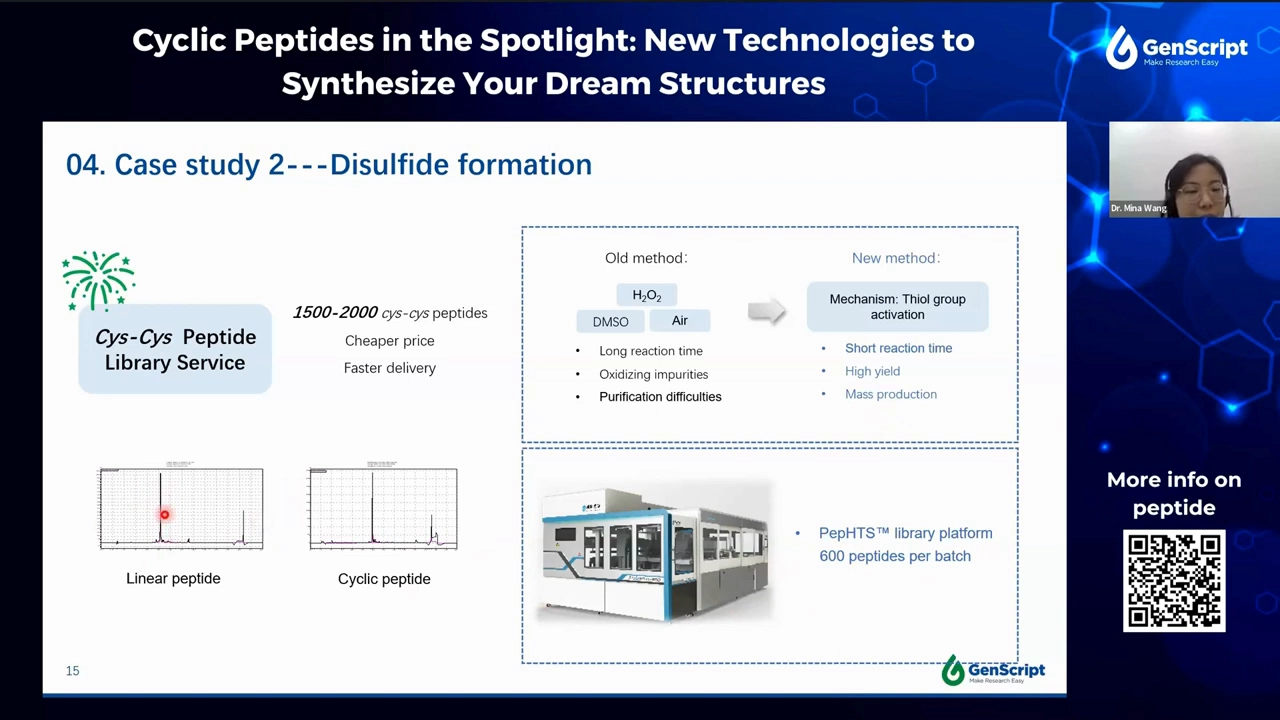 Cyclic Peptides in the Spotlight: New Technologies to
Synthesize Your Dream Structures
GenScript
Make Research Easy
04. Case study 2---Disulfide formation
Dr. Mina Wang
Cys-Cys Peptide
Library Service
1500-2000 cys-cys peptides
Cheaper price
Faster delivery
Old method:
H₂O₂
DMSO
Air
• Long reaction time
• Oxidizing impurities
• Purification difficulties
New method:
Mechanism: Thiol group
activation
• Short reaction time
• High yield
• Mass production
Linear peptide
Cyclic peptide
• PepHTS™ library platform
600 peptides per batch
More info on
peptide
15
GenScript
Make Research Easy